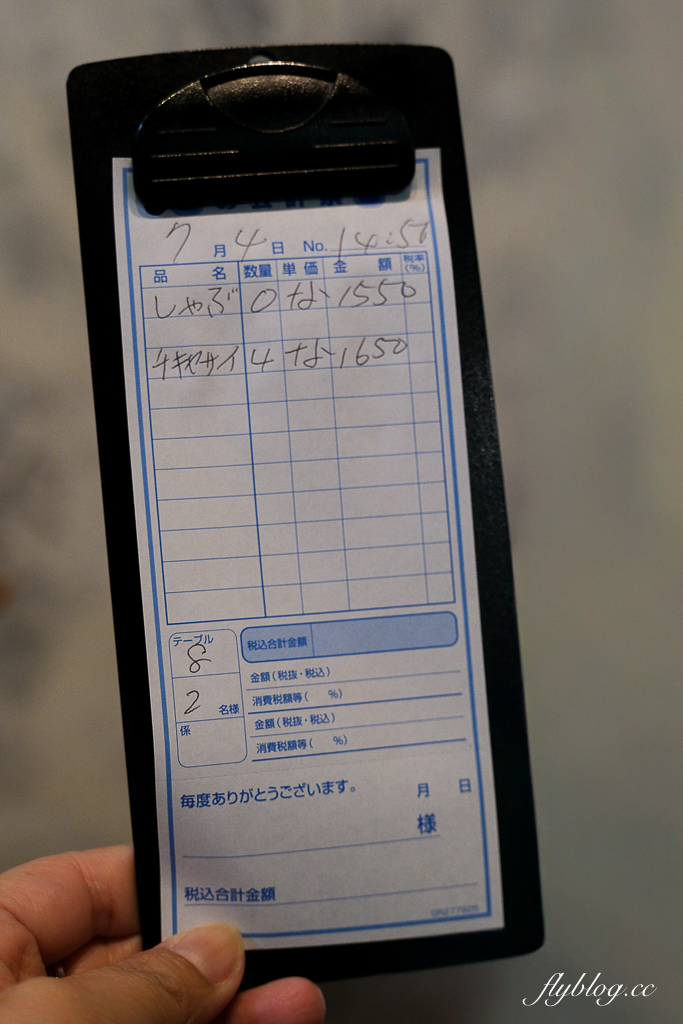 7月4日 No. 14:50
品名 数量 単価 金額 税率(%)
しゃぶ 0 な 1550
チキヤサイ 4 な 1650
テーブル 8
税込合計金額
金額(税抜・税込)
2名様
消費税額等( %)
係
金額(税抜・税込)
消費税額等( %)
毎度ありがとうございます。 月 日
様
税込合計金額
flyblog.cc